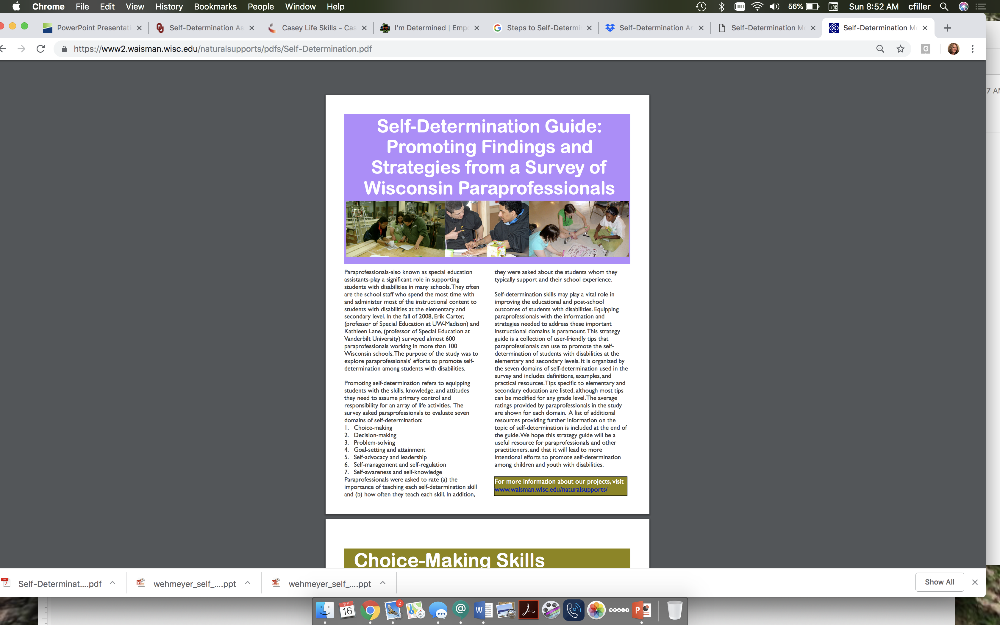 Chrome File Edit View History Bookmarks People Window Help 56% Sun 8:52 AM cfiller
PowerPoint Presentati
Self-Determination As
Casey Life Skills - Cas
I'm Determined | Empo
Steps to Self-Determi
Self-Determination Ar
Self-Determination Mo
Self-Determination Mo
https://www2.waisman.wisc.edu/naturalsupports/pdfs/Self-Determination.pdf
G
37 AM
Self-Determination Guide:
Promoting Findings and
Strategies from a Survey of
Wisconsin Paraprofessionals
Paraprofessionals-also known as special education
assistants-play a significant role in supporting
students with disabilities in many schools. They often
are the school staff who spend the most time with
and administer most of the instructional content to
students with disabilities at the elementary and
secondary level. In the fall of 2008, Erik Carter,
(professor of Special Education at UW-Madison) and
Kathleen Lane, (professor of Special Education at
Vanderbilt University) surveyed almost 600
paraprofessionals working in more than 100
Wisconsin schools. The purpose of the study was to
explore paraprofessionals' efforts to promote self-
determination among students with disabilities.
Promoting self-determination refers to equipping
students with the skills, knowledge, and attitudes
they need to assume primary control and
responsibility for an array of life activities. The
survey asked paraprofessionals to evaluate seven
domains of self-determination:
1. Choice-making
2. Decision-making
3. Problem-solving
4. Goal-setting and attainment
5. Self-advocacy and leadership
6. Self-management and self-regulation
7. Self-awareness and self-knowledge
Paraprofessionals were asked to rate (a) the
importance of teaching each self-determination skill
and (b) how often they teach each skill. In addition,
they were asked about the students whom they
typically support and their school experience.
Self-determination skills may play a vital role in
improving the educational and post-school
outcomes of students with disabilities. Equipping
paraprofessionals with the information and
strategies needed to address these important
instructional domains is paramount. This strategy
guide is a collection of user-friendly tips that
paraprofessionals can use to promote the self-
determination of students with disabilities at the
elementary and secondary levels. It is organized by
the seven domains of self-determination used in the
survey and includes definitions, examples, and
practical resources. Tips specific to elementary and
secondary education are listed, although most tips
can be modified for any grade level. The average
ratings provided by paraprofessionals in the study
are shown for each domain. A list of additional
resources providing further information on the
topic of self-determination is included at the end of
the guide. We hope this strategy guide will be a
useful resource for paraprofessionals and other
practitioners, and that it will lead to more
intentional efforts to promote self-determination
among children and youth with disabilities.
For more information about our projects, visit
www.waisman.wisc.edu/naturalsupports/
Choice-Making Skills
Self-Determinat....pdf
wehmeyer_self_....ppt
wehmeyer_self_....ppt
Show All
SEP
16
2
3D
@
W
OCALI
P